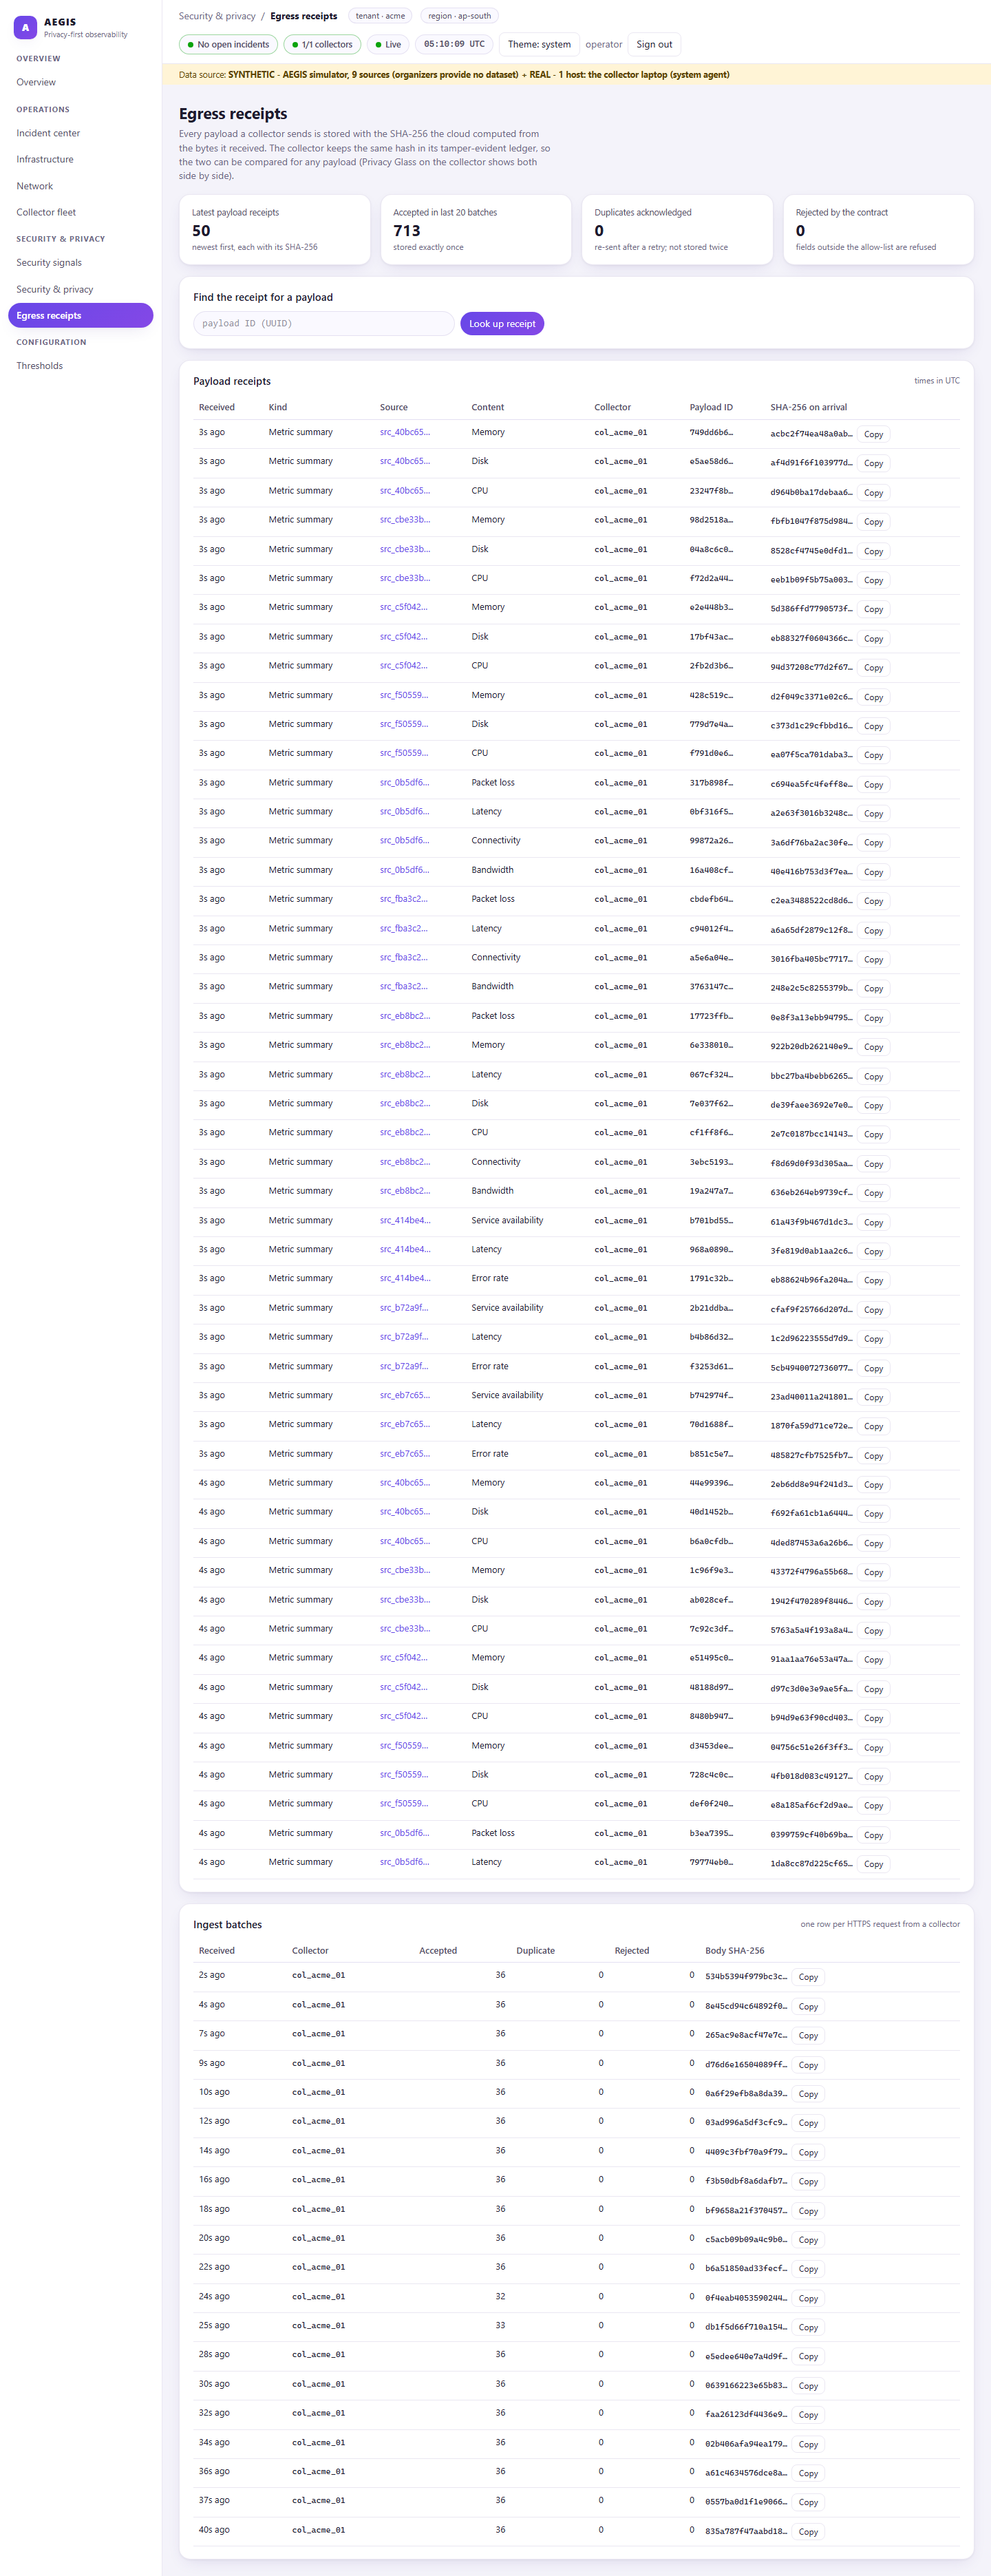 A AEGIS
Privacy-first observability
OVERVIEW
Overview
OPERATIONS
Incident center
Infrastructure
Network
Collector fleet
SECURITY & PRIVACY
Security signals
Security & privacy
Egress receipts
CONFIGURATION
Thresholds
Security & privacy / Egress receipts tenant · acme region · ap-south
No open incidents 1/1 collectors Live 05:10:09 UTC Theme: system operator Sign out
Data source: SYNTHETIC - AEGIS simulator, 9 sources (organizers provide no dataset) + REAL - 1 host: the collector laptop (system agent)
Egress receipts
Every payload a collector sends is stored with the SHA-256 the cloud computed from
the bytes it received. The collector keeps the same hash in its tamper-evident ledger, so
the two can be compared for any payload (Privacy Glass on the collector shows both
side by side).
Latest payload receipts
50
newest first, each with its SHA-256
Accepted in last 20 batches
713
stored exactly once
Duplicates acknowledged
0
re-sent after a retry; not stored twice
Rejected by the contract
0
fields outside the allow-list are refused
Find the receipt for a payload
payload ID (UUID) Look up receipt
Payload receipts times in UTC
Received Kind Source Content Collector Payload ID SHA-256 on arrival
3s ago Metric summary src_40bc65… Memory col_acme_01 749dd6b6… acbc2f74ea48a0ab… Copy
3s ago Metric summary src_40bc65… Disk col_acme_01 e5ae58d6… af4d91f6f103977d… Copy
3s ago Metric summary src_40bc65… CPU col_acme_01 23247f8b… d964b0ba17debaa6… Copy
3s ago Metric summary src_cbe33b… Memory col_acme_01 98d2518a… fbfb1047f875d984… Copy
3s ago Metric summary src_cbe33b… Disk col_acme_01 04a8c6c0… 8528cf4745e0dfd1… Copy
3s ago Metric summary src_cbe33b… CPU col_acme_01 f72d2a44… eeb1b09f5b75a003… Copy
3s ago Metric summary src_c5f042… Memory col_acme_01 e2e448b3… 5d386ffd7790573f… Copy
3s ago Metric summary src_c5f042… Disk col_acme_01 17bf43ac… eb88327f0604366c… Copy
3s ago Metric summary src_c5f042… CPU col_acme_01 2fb2d3b6… 94d37208c77d2f67… Copy
3s ago Metric summary src_f50559… Memory col_acme_01 428c519c… d2f049c3371e02c6… Copy
3s ago Metric summary src_f50559… Disk col_acme_01 779d7e4a… c373d1c29cfbbd16… Copy
3s ago Metric summary src_f50559… CPU col_acme_01 f791d0e6… ea07f5ca701daba3… Copy
3s ago Metric summary src_0b5df6… Packet loss col_acme_01 317b898f… c694ea5fc4feff8e… Copy
3s ago Metric summary src_0b5df6… Latency col_acme_01 0bf316f5… a2e63f3016b3248c… Copy
3s ago Metric summary src_0b5df6… Connectivity col_acme_01 99872a26… 3a6df76ba2ac30fe… Copy
3s ago Metric summary src_0b5df6… Bandwidth col_acme_01 16a408cf… 40e416b753d3f7ea… Copy
3s ago Metric summary src_fba3c2… Packet loss col_acme_01 cbdefb64… c2ea3488522cd8d6… Copy
3s ago Metric summary src_fba3c2… Latency col_acme_01 c94012f4… a6a65df2879c12f8… Copy
3s ago Metric summary src_fba3c2… Connectivity col_acme_01 a5e6a04e… 3016fba405bc7717… Copy
3s ago Metric summary src_fba3c2… Bandwidth col_acme_01 3763147c… 248e2c5c8255379b… Copy
3s ago Metric summary src_eb8bc2… Packet loss col_acme_01 17723ffb… 0e8f3a13ebb94795… Copy
3s ago Metric summary src_eb8bc2… Memory col_acme_01 6e338010… 922b20db262140e9… Copy
3s ago Metric summary src_eb8bc2… Latency col_acme_01 067cf324… bbc27ba4bebb6265… Copy
3s ago Metric summary src_eb8bc2… Disk col_acme_01 7e037f62… de39faee3692e7e0… Copy
3s ago Metric summary src_eb8bc2… CPU col_acme_01 cf1ff8f6… 2e7c0187bcc14143… Copy
3s ago Metric summary src_eb8bc2… Connectivity col_acme_01 3ebc5193… f8d69d0f93d305aa… Copy
3s ago Metric summary src_eb8bc2… Bandwidth col_acme_01 19a247a7… 636eb264eb9739cf… Copy
3s ago Metric summary src_414be4… Service availability col_acme_01 b701bd55… 61a43f9b467d1dc3… Copy
3s ago Metric summary src_414be4… Latency col_acme_01 968a0890… 3fe819d0ab1aa2c6… Copy
3s ago Metric summary src_414be4… Error rate col_acme_01 1791c32b… eb88624b96fa204a… Copy
3s ago Metric summary src_b72a9f… Service availability col_acme_01 2b21ddba… cfaf9f25766d207d… Copy
3s ago Metric summary src_b72a9f… Latency col_acme_01 b4b86d32… 1c2d96223555d7d9… Copy
3s ago Metric summary src_b72a9f… Error rate col_acme_01 f3253d61… 5cb4940072736077… Copy
3s ago Metric summary src_eb7c65… Service availability col_acme_01 b742974f… 23ad40011a241801… Copy
3s ago Metric summary src_eb7c65… Latency col_acme_01 70d1688f… 1870fa59d71ce72e… Copy
3s ago Metric summary src_eb7c65… Error rate col_acme_01 b851c5e7… 485827cfb7525fb7… Copy
4s ago Metric summary src_40bc65… Memory col_acme_01 44e99396… 2eb6dd8e94f241d3… Copy
4s ago Metric summary src_40bc65… Disk col_acme_01 40d1452b… f692fa61cb1a6444… Copy
4s ago Metric summary src_40bc65… CPU col_acme_01 b6a0cfdb… 4ded87453a6a26b6… Copy
4s ago Metric summary src_cbe33b… Memory col_acme_01 1c96f9e3… 43372f4796a55b68… Copy
4s ago Metric summary src_cbe33b… Disk col_acme_01 ab028cef… 1942f470289f8446… Copy
4s ago Metric summary src_cbe33b… CPU col_acme_01 7c92c3df… 5763a5a4f193a8a4… Copy
4s ago Metric summary src_c5f042… Memory col_acme_01 e51495c0… 91aa1aa76e53a47a… Copy
4s ago Metric summary src_c5f042… Disk col_acme_01 48188d97… d97c3d0e3e9ae5fa… Copy
4s ago Metric summary src_c5f042… CPU col_acme_01 8480b947… b94d9e63f90cd403… Copy
4s ago Metric summary src_f50559… Memory col_acme_01 d3453dee… 04756c51e26f3ff3… Copy
4s ago Metric summary src_f50559… Disk col_acme_01 728c4c0c… 4fb018d083c49127… Copy
4s ago Metric summary src_f50559… CPU col_acme_01 def0f240… e8a185af6cf2d9ae… Copy
4s ago Metric summary src_0b5df6… Packet loss col_acme_01 b3ea7395… 0399759cf40b69ba… Copy
4s ago Metric summary src_0b5df6… Latency col_acme_01 79774eb0… 1da8cc87d225cf65… Copy
Ingest batches one row per HTTPS request from a collector
Received Collector Accepted Duplicate Rejected Body SHA-256
2s ago col_acme_01 36 0 0 534b5394f979bc3c… Copy
4s ago col_acme_01 36 0 0 8e45cd94c64892f0… Copy
7s ago col_acme_01 36 0 0 265ac9e8acf47e7c… Copy
9s ago col_acme_01 36 0 0 d76d6e16504089ff… Copy
10s ago col_acme_01 36 0 0 0a6f29efb8a8da39… Copy
12s ago col_acme_01 36 0 0 03ad996a5df3cfc9… Copy
14s ago col_acme_01 36 0 0 4409c3fbf70a9f79… Copy
16s ago col_acme_01 36 0 0 f3b50dbf8a6dafb7… Copy
18s ago col_acme_01 36 0 0 bf9658a21f370457… Copy
20s ago col_acme_01 36 0 0 c5acb09b09a4c9b0… Copy
22s ago col_acme_01 36 0 0 b6a51850ad33fecf… Copy
24s ago col_acme_01 32 0 0 0f4eab4053590244… Copy
25s ago col_acme_01 33 0 0 db1f5d66f710a154… Copy
28s ago col_acme_01 36 0 0 e5edee640e7a4d9f… Copy
30s ago col_acme_01 36 0 0 0639166223e65b83… Copy
32s ago col_acme_01 36 0 0 faa26123df4436e9… Copy
34s ago col_acme_01 36 0 0 02b406afa94ea179… Copy
36s ago col_acme_01 36 0 0 a61c4634576dce8a… Copy
37s ago col_acme_01 36 0 0 0557ba0d1f1e9066… Copy
40s ago col_acme_01 36 0 0 835a787f47aabd18… Copy